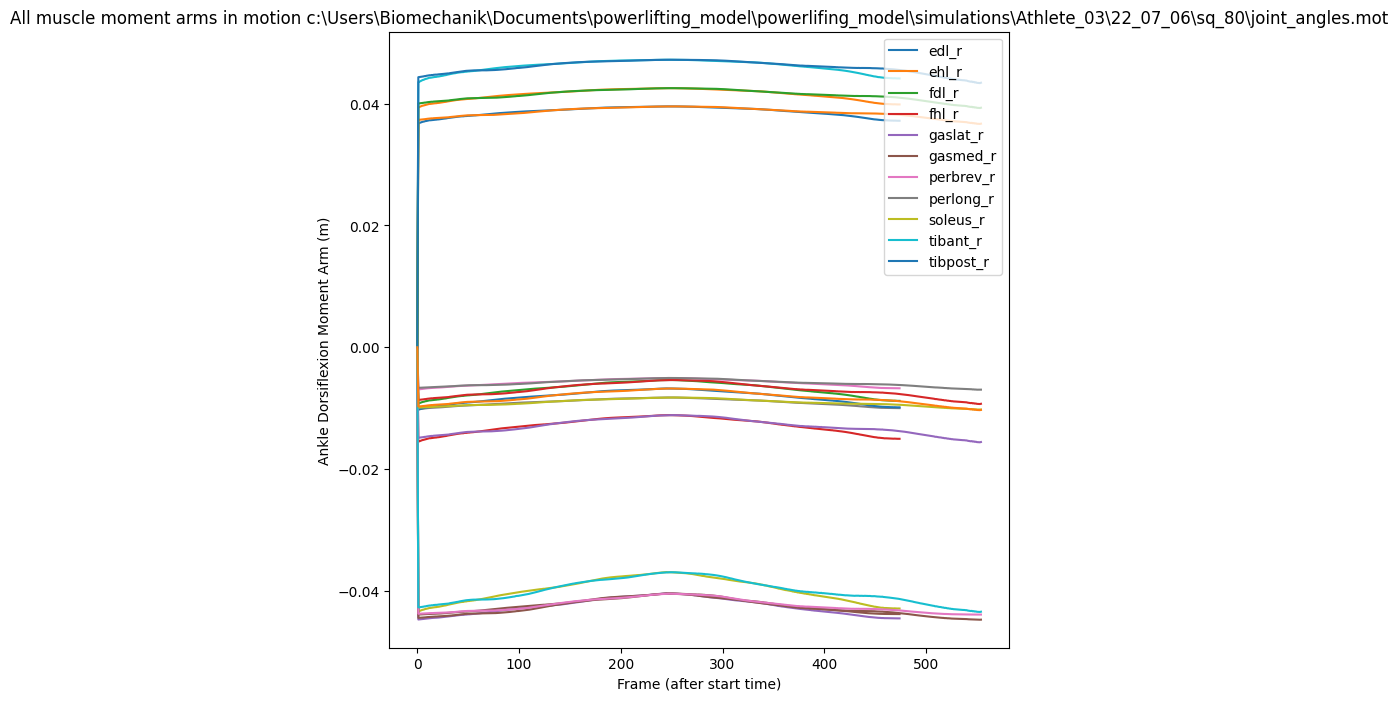 All muscle moment arms in motion c:\Users\Biomechanik\Documents\powerlifting_model\powerlifing_model\simulations\Athlete_03\22_07_06\sq_80\joint_angles.mot
edl_r
ehl_r
fdl_r
fhl_r
gaslat_r
gasmed_r
perbrev_r
perlong_r
soleus_r
tibant_r
tibpost_r
0.04
0.02
0.00
−0.02
−0.04
Ankle Dorsiflexion Moment Arm (m)
0 100 200 300 400 500
Frame (after start time)